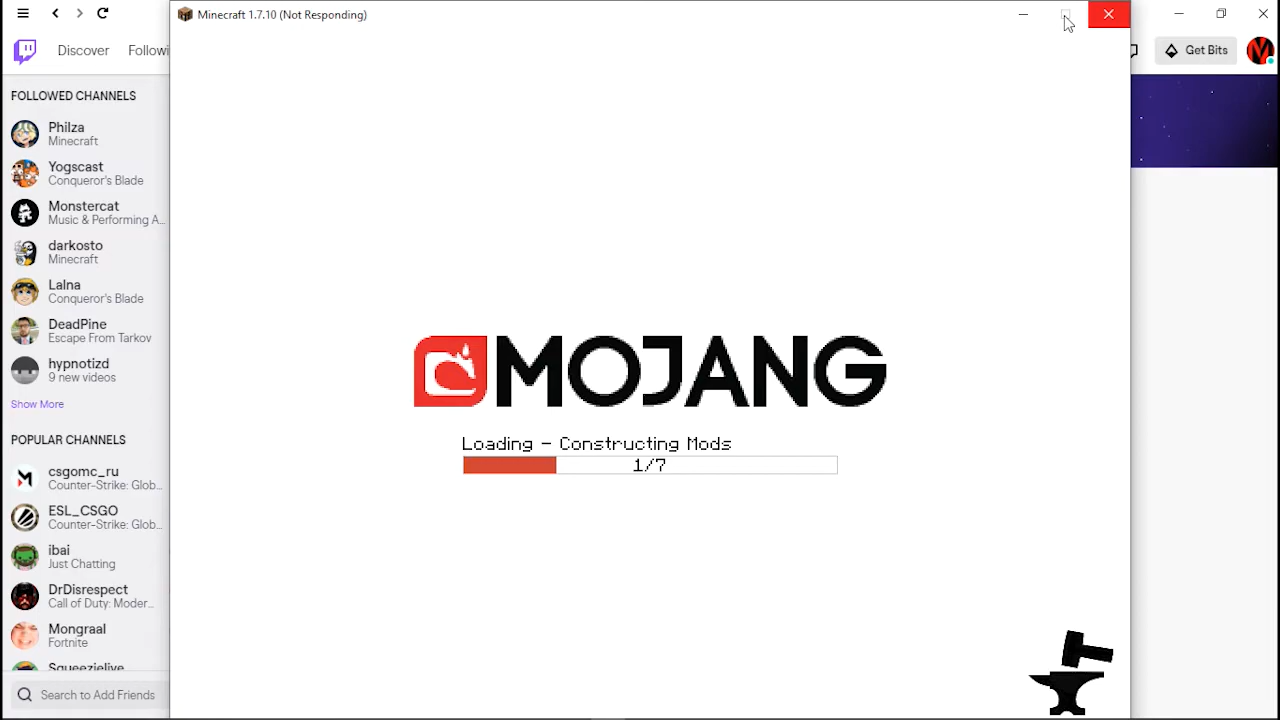 Minecraft 1.7.10 (Not Responding)
Discover
Followi
Get Bits
FOLLOWED CHANNELS
Philza
Minecraft
Yogscast
Conqueror's Blade
Monstercat
Music & Performing A...
darkosto
Minecraft
Lalna
Conqueror's Blade
DeadPine
Escape From Tarkov
hypnotizd
9 new videos
Show More
POPULAR CHANNELS
csgomc_ru
Counter-Strike: Glob...
ESL_CSGO
Counter-Strike: Glob...
ibai
Just Chatting
DrDisrespect
Call of Duty: Moder...
Mongraal
Fortnite
Squeezielive
Search to Add Friends
MOJANG
Loading - Constructing Mods
1/7